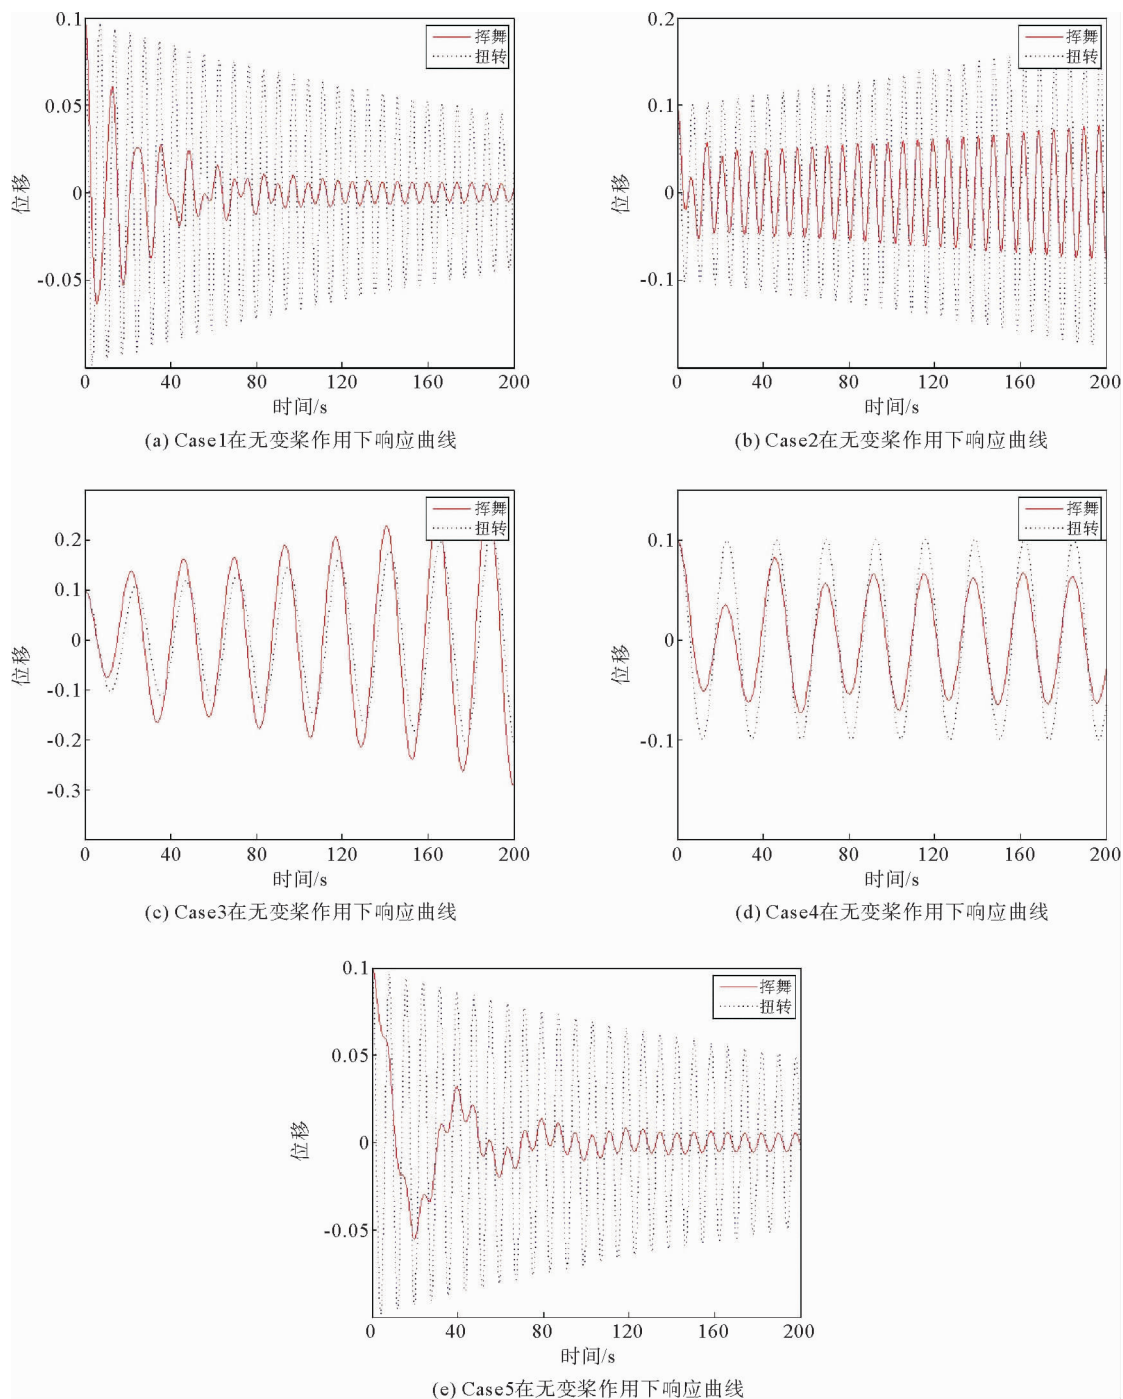 0.1
挥舞
扭转
0.05
0
-0.05
位移
0 40 80 120 160 200
时间/s
(a) Case1在无变桨作用下响应曲线
0.2
挥舞
扭转
0.1
0
-0.1
位移
0 40 80 120 160 200
时间/s
(b) Case2在无变桨作用下响应曲线
挥舞
扭转
0.2
0.1
0
-0.1
-0.2
-0.3
位移
0 40 80 120 160 200
时间/s
(c) Case3在无变桨作用下响应曲线
挥舞
扭转
0.1
0
-0.1
位移
0 40 80 120 160 200
时间/s
(d) Case4在无变桨作用下响应曲线
0.1
挥舞
扭转
0.05
0
-0.05
位移
0 40 80 120 160 200
时间/s
(e) Case5在无变桨作用下响应曲线